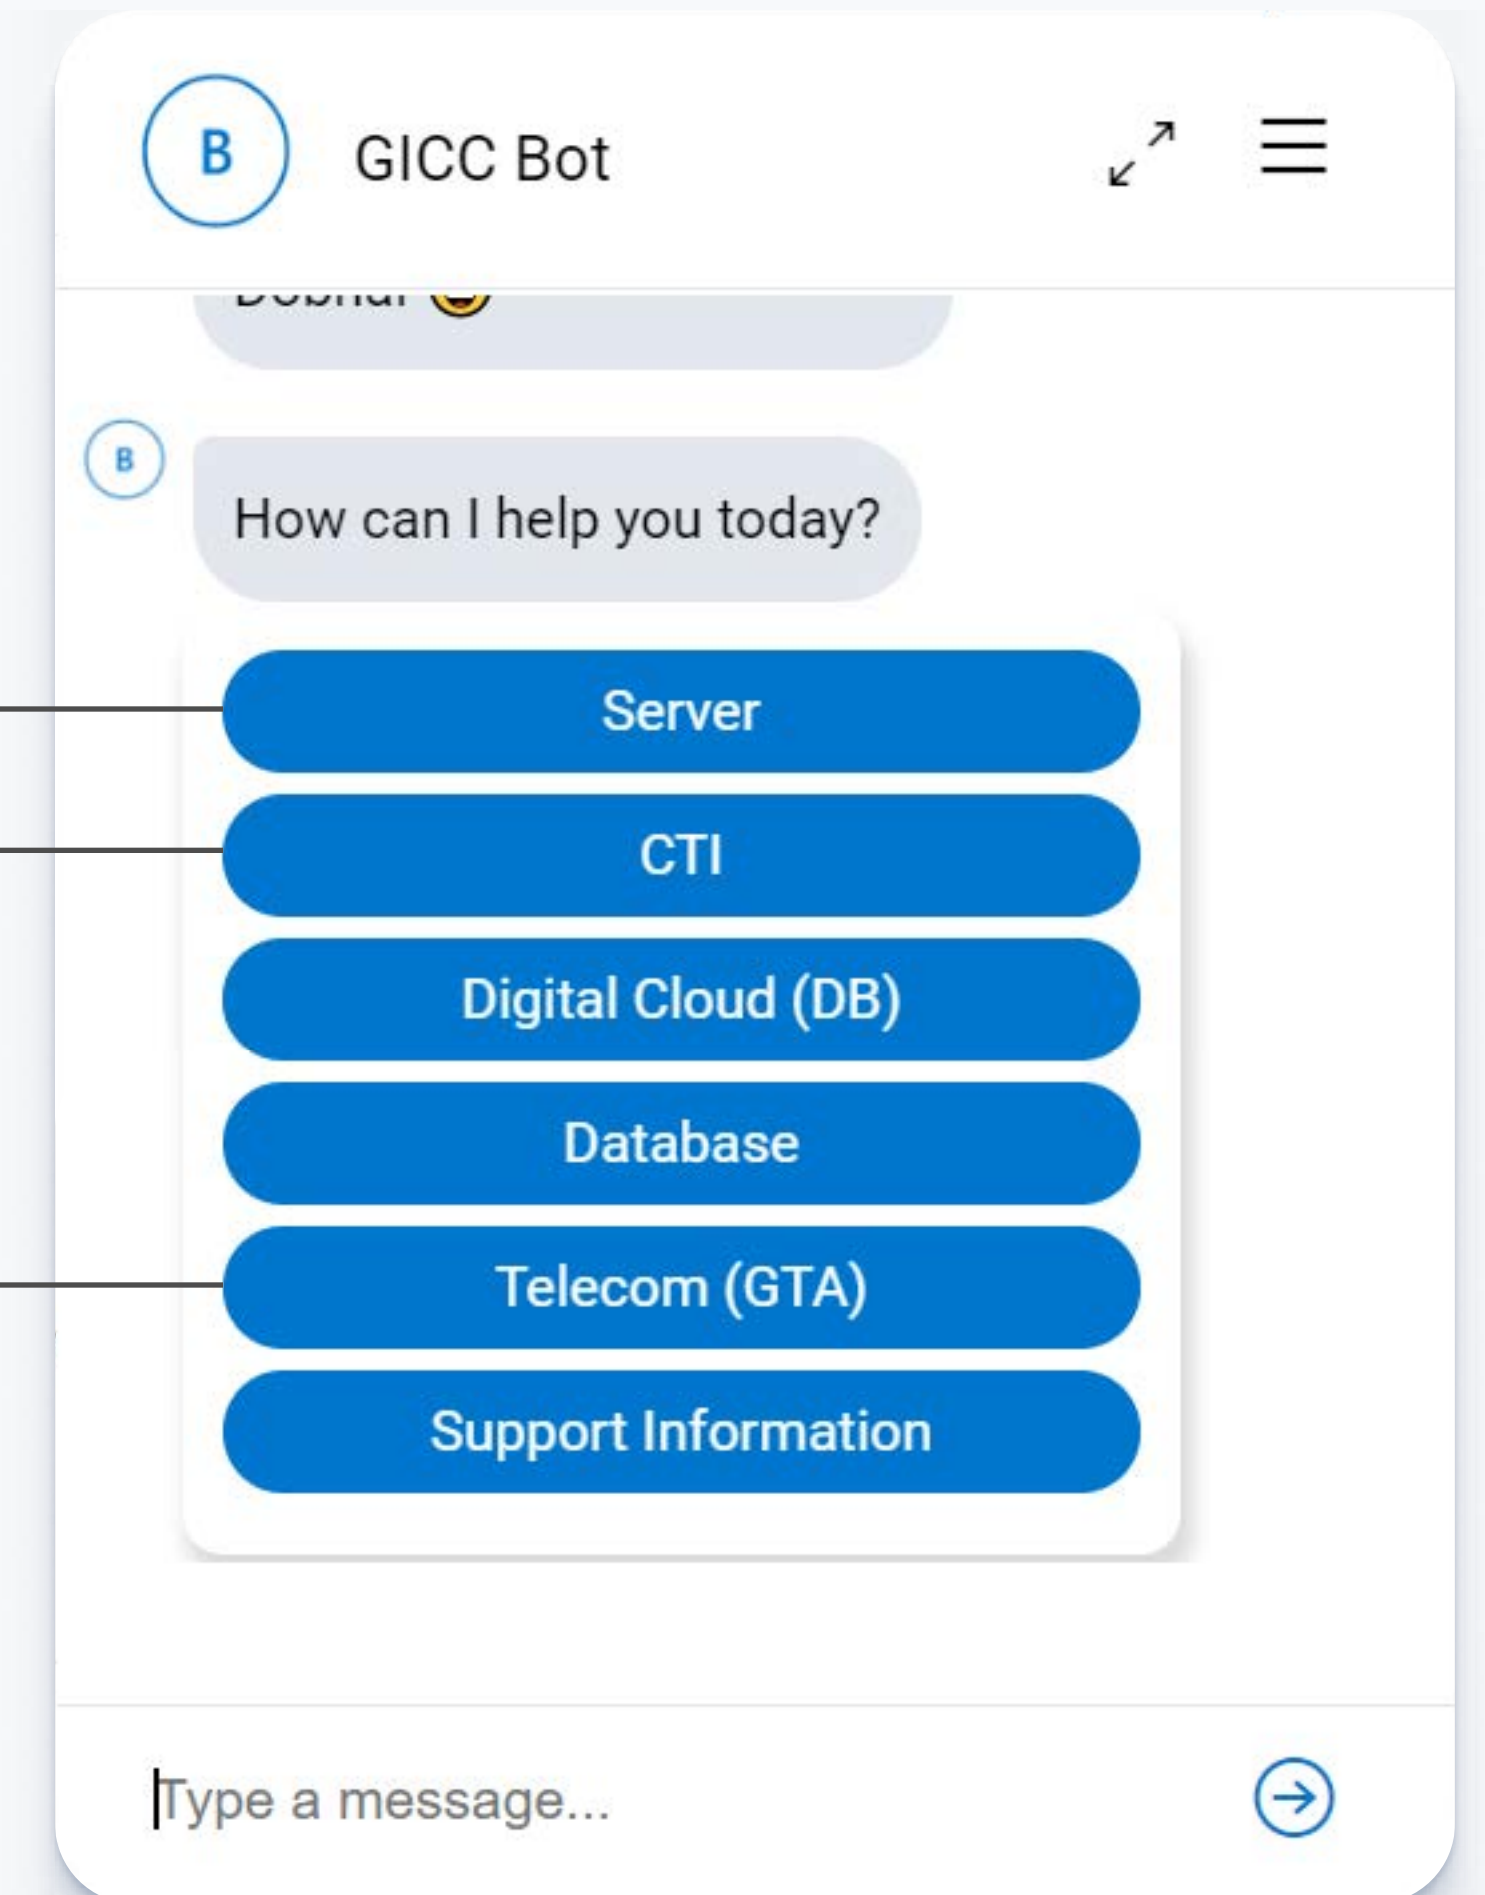 B
GICC Bot
B
How can I help you today?
Server
CTI
Digital Cloud (DB)
Database
Telecom (GTA)
Support Information
Type a message...